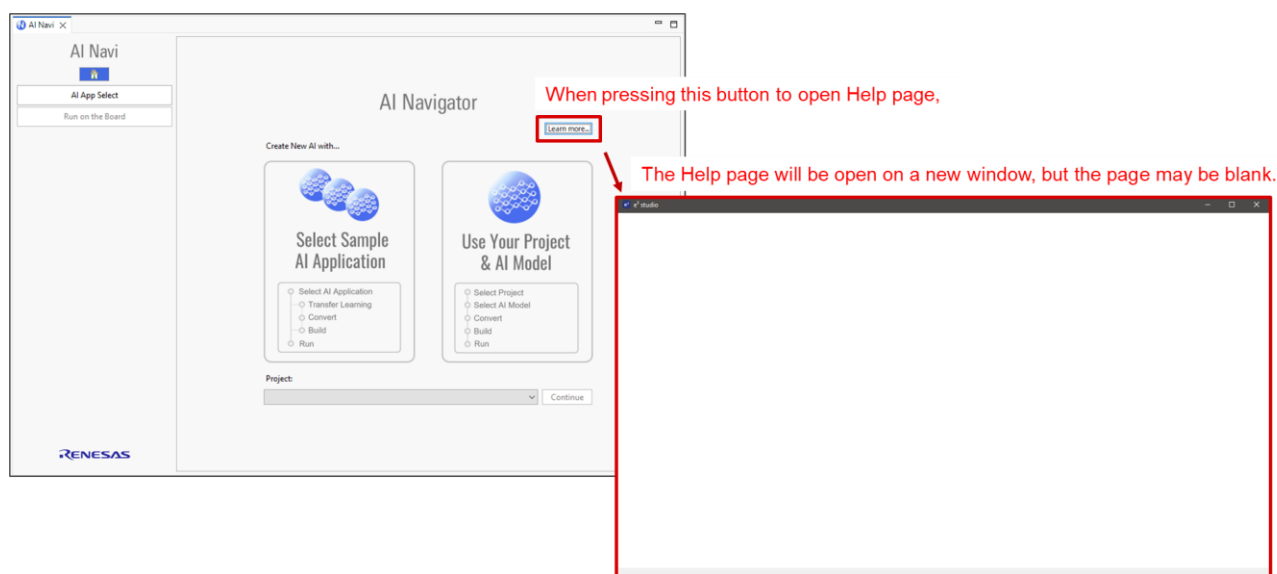 AI Navi
AI Navi
AI App Select
Run on the Board
RENESAS
AI Navigator
When pressing this button to open Help page,
Learn more...
Create New AI with...
The Help page will be open on a new window, but the page may be blank.
Select Sample
AI Application
Select AI Application
Transfer Learning
Convert
Build
Run
Use Your Project
& AI Model
Select Project
Select AI Model
Convert
Build
Run
Project:
Continue
e² studio